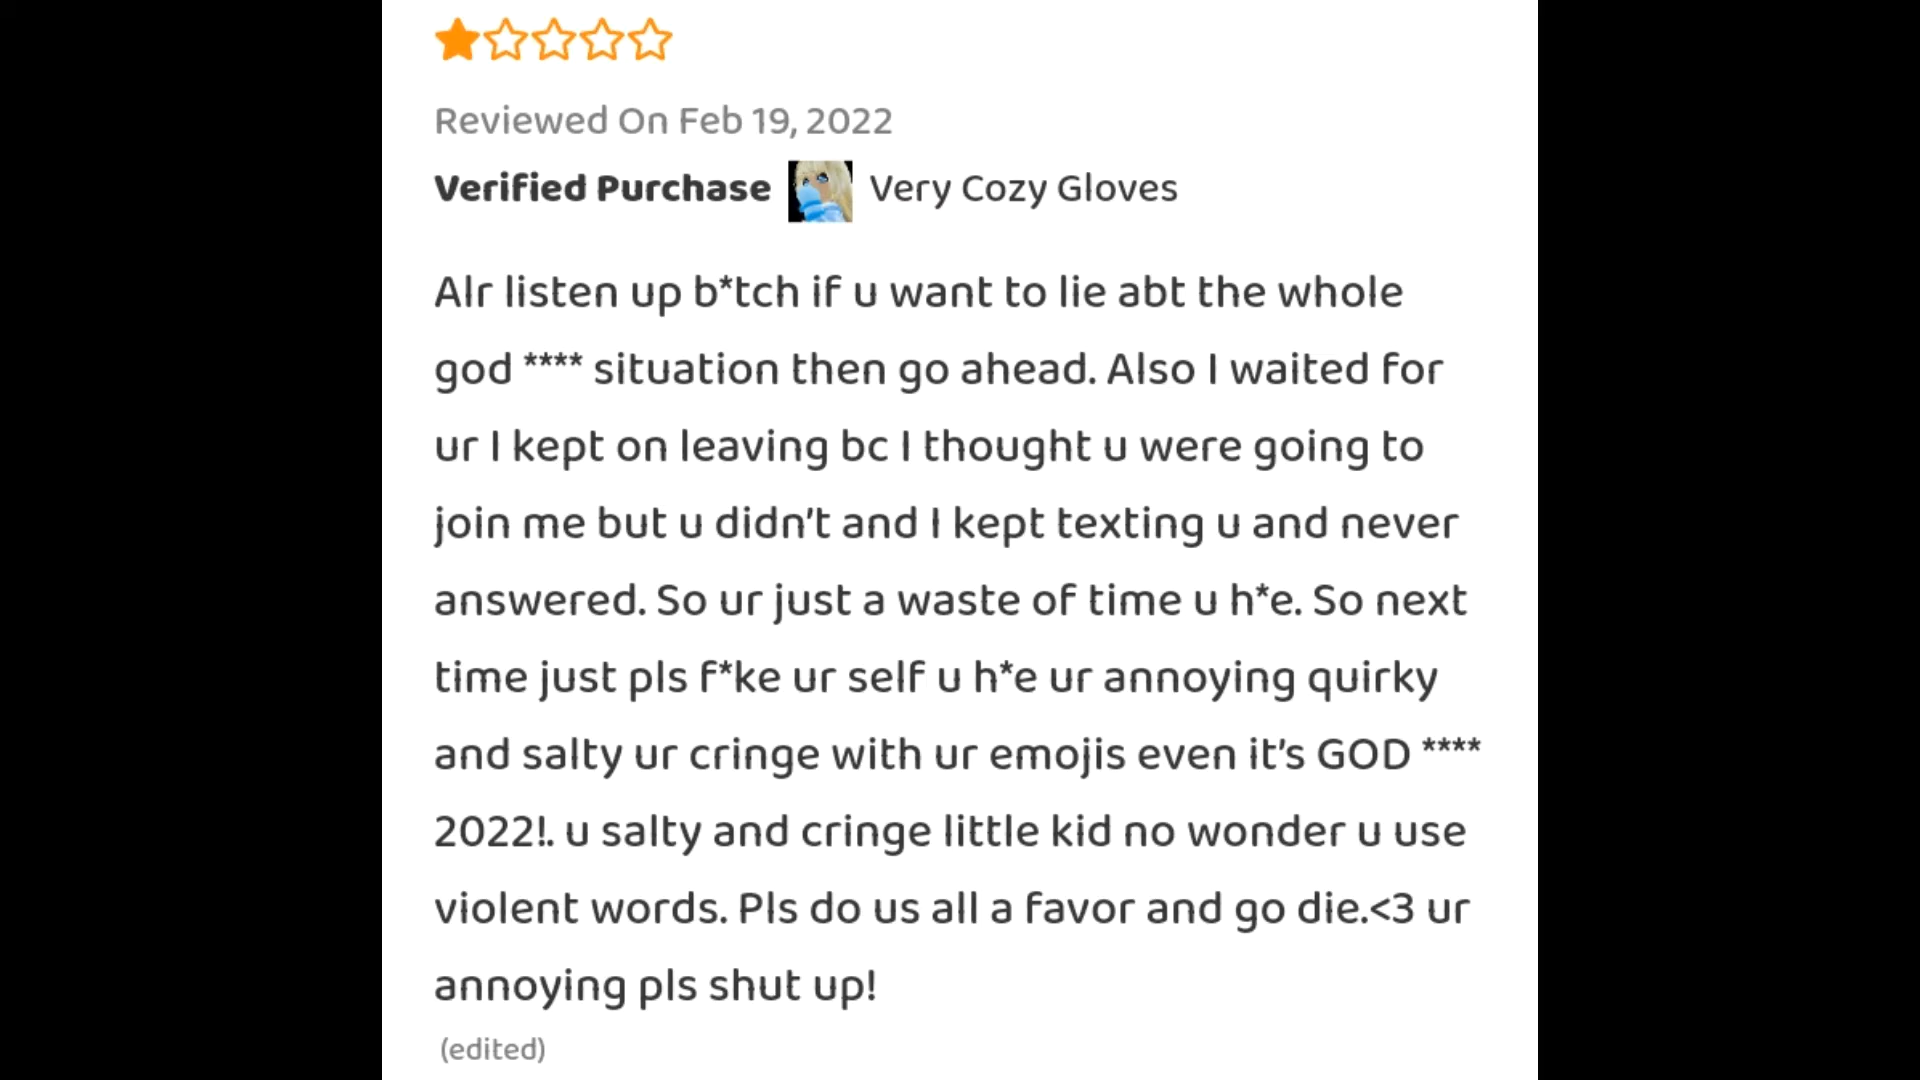 Reviewed On Feb 19, 2022
Verified Purchase Very Cozy Gloves
Alr listen up b*tch if u want to lie abt the whole
god **** situation then go ahead. Also I waited for
ur I kept on leaving bc I thought u were going to
join me but u didn't and I kept texting u and never
answered. So ur just a waste of time u h*e. So next
time just pls f*ke ur self u h*e ur annoying quirky
and salty ur cringe with ur emojis even it's GOD ****
2022!. u salty and cringe little kid no wonder u use
violent words. Pls do us all a favor and go die.<3 ur
annoying pls shut up!
(edited)